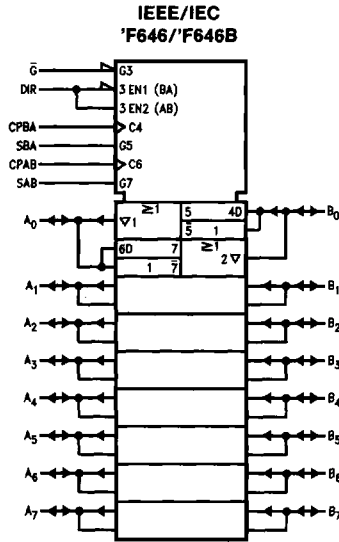 IEEE/IEC
'F646/'F646B
G̅ G3
DIR 3 EN1 (BA)
3 EN2 (AB)
CPBA C4
SBA G5
CPAB C6
SAB G7
A₀ ≥1 5 4D B₀
▽1 5̅ 1
6D 7 ≥1
1 7̅ 2▽
A₁ B₁
A₂ B₂
A₃ B₃
A₄ B₄
A₅ B₅
A₆ B₆
A₇ B₇